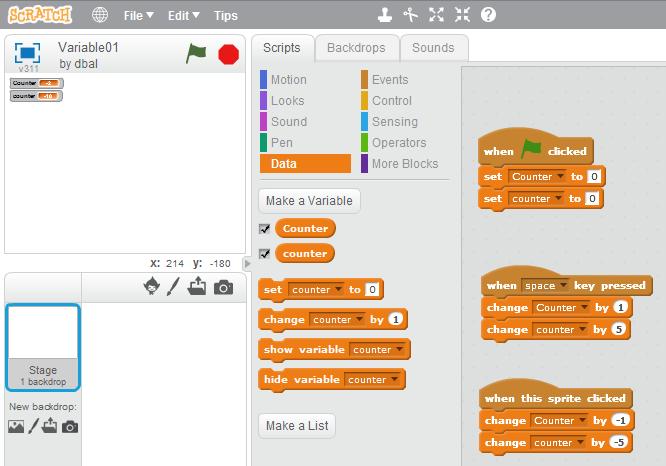 SCRATCH File Edit Tips
Variable01
by dbal
v311
Counter -2
counter -10
x: 214 y: -180
Stage
1 backdrop
New backdrop:
Scripts Backdrops Sounds
Motion Events
Looks Control
Sound Sensing
Pen Operators
Data More Blocks
Make a Variable
Counter
counter
set counter to 0
change counter by 1
show variable counter
hide variable counter
Make a List
when clicked
set Counter to 0
set counter to 0
when space key pressed
change Counter by 1
change counter by 5
when this sprite clicked
change Counter by -1
change counter by -5